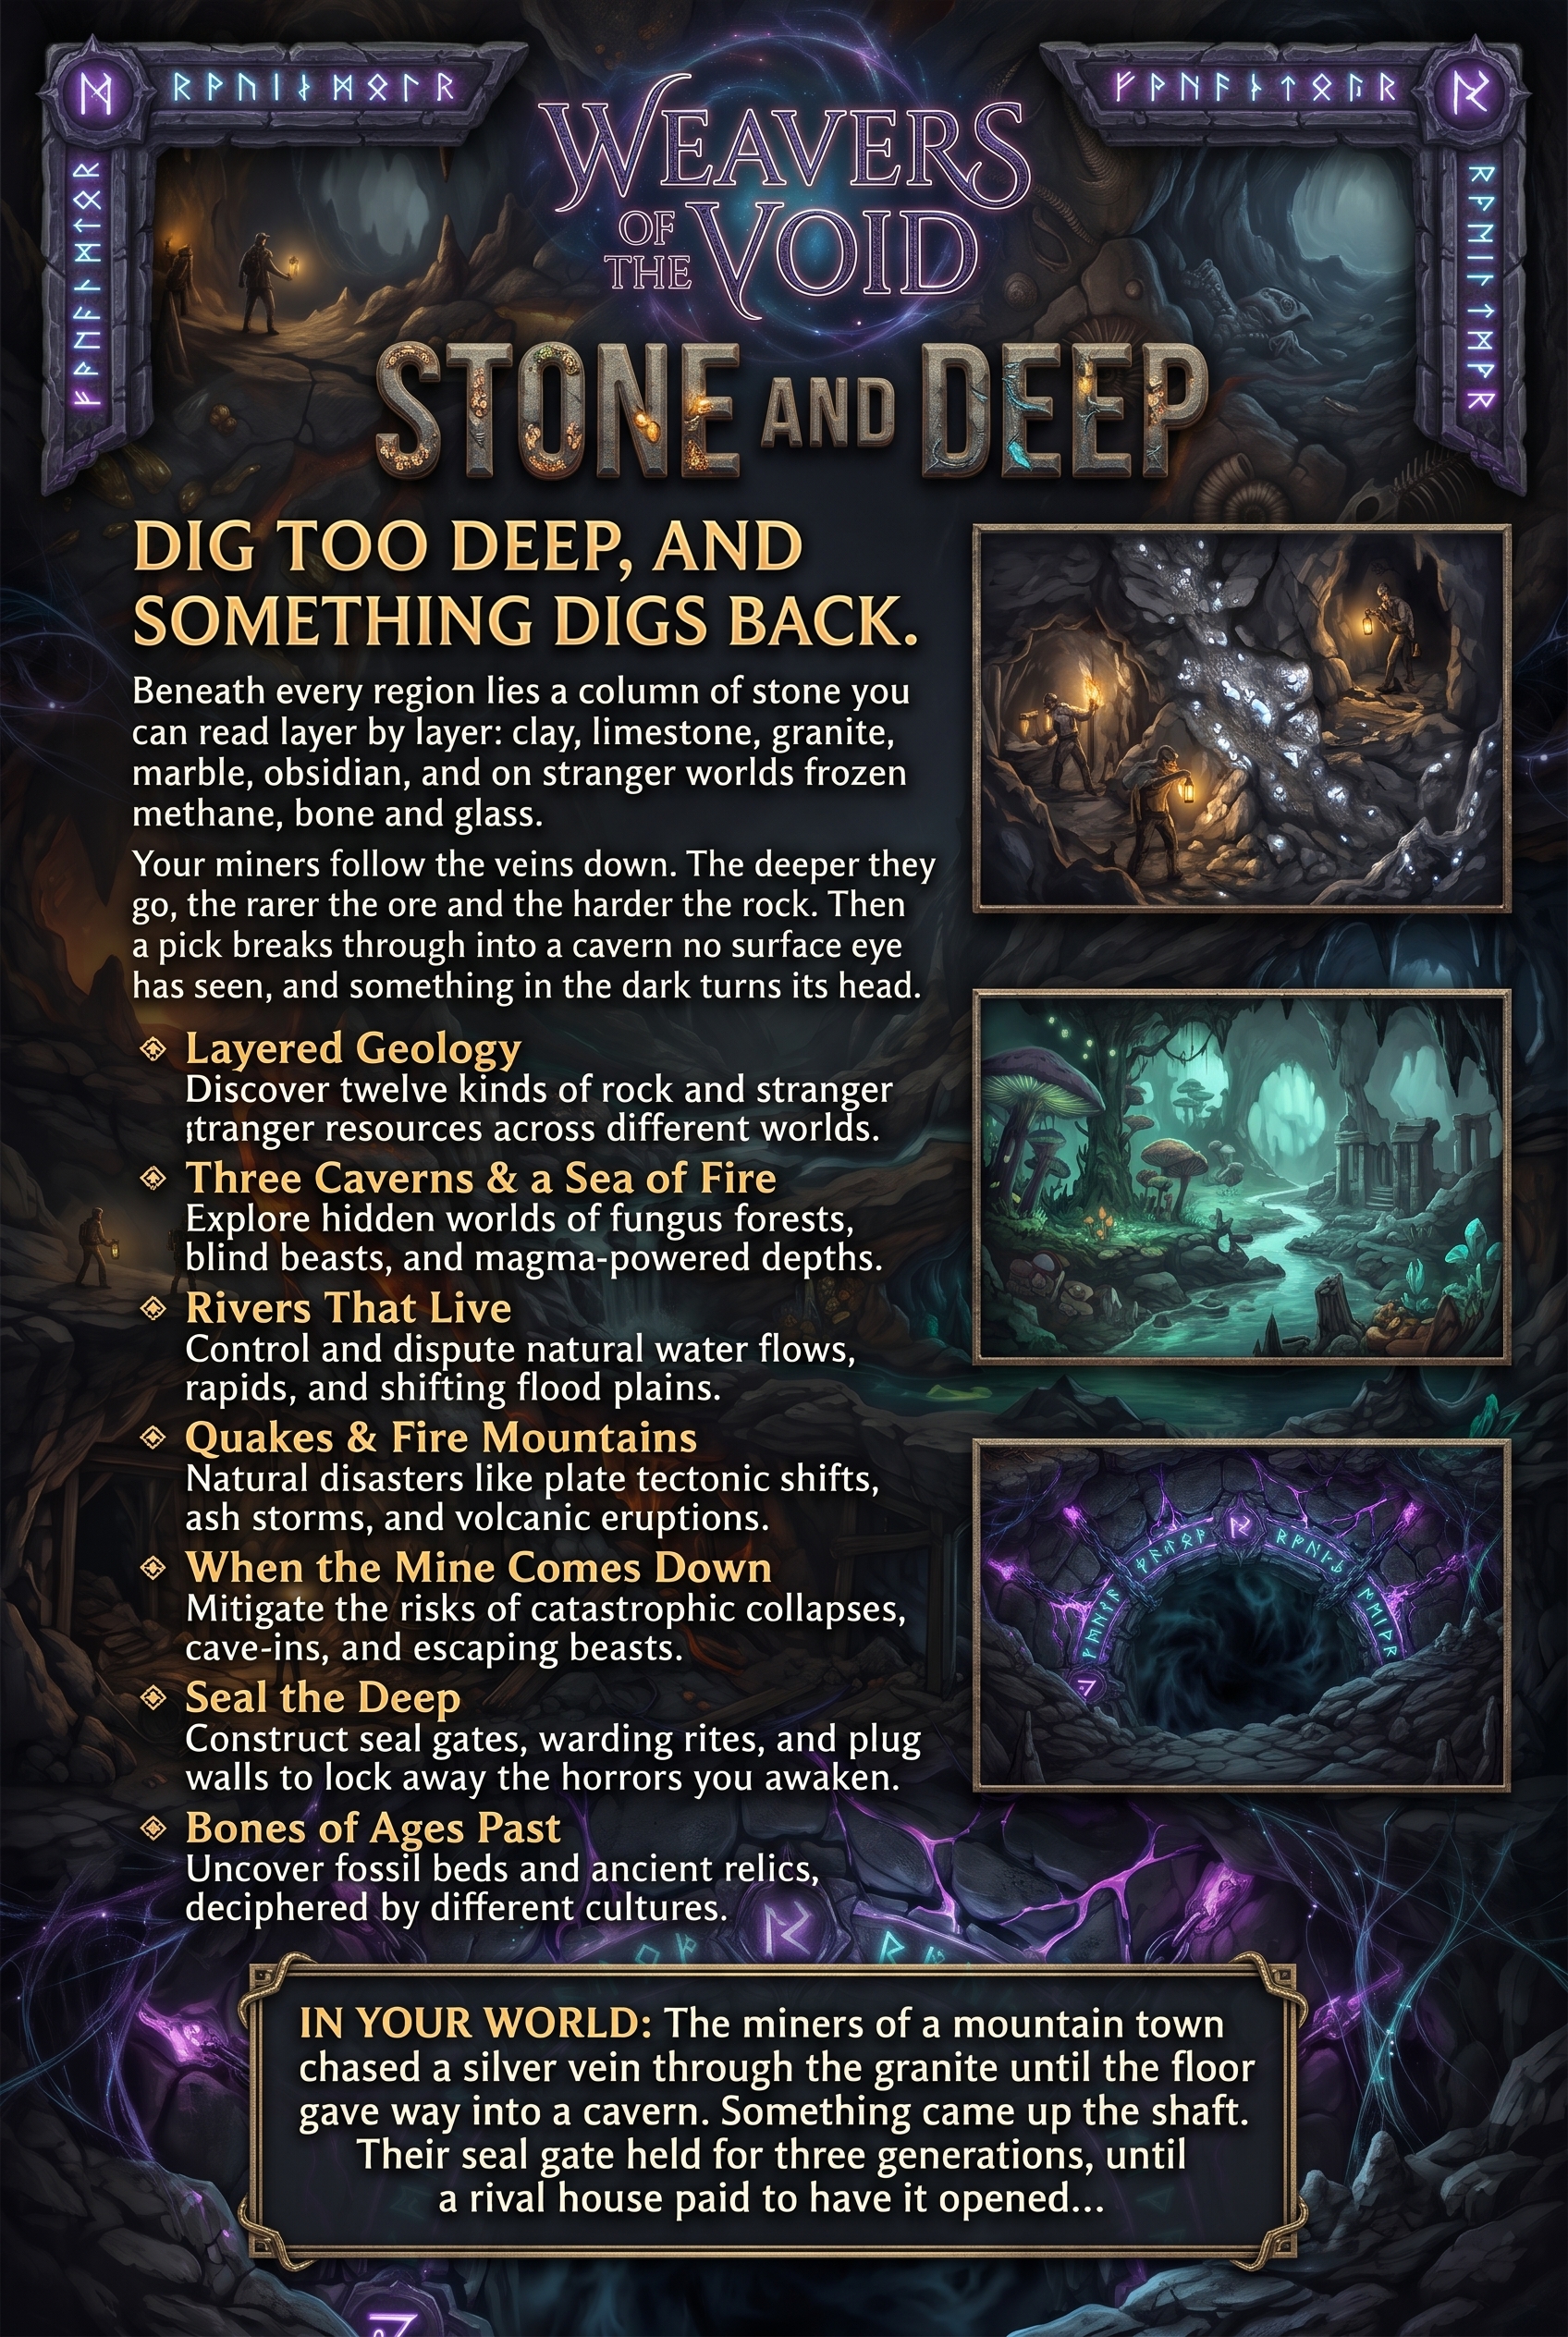 WEAVERS
OF THE VOID
STONE AND DEEP
DIG TOO DEEP, AND
SOMETHING DIGS BACK.
Beneath every region lies a column of stone you
can read layer by layer: clay, limestone, granite,
marble, obsidian, and on stranger worlds frozen
methane, bone and glass.
Your miners follow the veins down. The deeper they
go, the rarer the ore and the harder the rock. Then
a pick breaks through into a cavern no surface eye
has seen, and something in the dark turns its head.
Layered Geology
Discover twelve kinds of rock and stranger
tranger resources across different worlds.
Three Caverns & a Sea of Fire
Explore hidden worlds of fungus forests,
blind beasts, and magma-powered depths.
Rivers That Live
Control and dispute natural water flows,
rapids, and shifting flood plains.
Quakes & Fire Mountains
Natural disasters like plate tectonic shifts,
ash storms, and volcanic eruptions.
When the Mine Comes Down
Mitigate the risks of catastrophic collapses,
cave-ins, and escaping beasts.
Seal the Deep
Construct seal gates, warding rites, and plug
walls to lock away the horrors you awaken.
Bones of Ages Past
Uncover fossil beds and ancient relics,
deciphered by different cultures.
IN YOUR WORLD: The miners of a mountain town
chased a silver vein through the granite until the floor
gave way into a cavern. Something came up the shaft.
Their seal gate held for three generations, until
a rival house paid to have it opened...